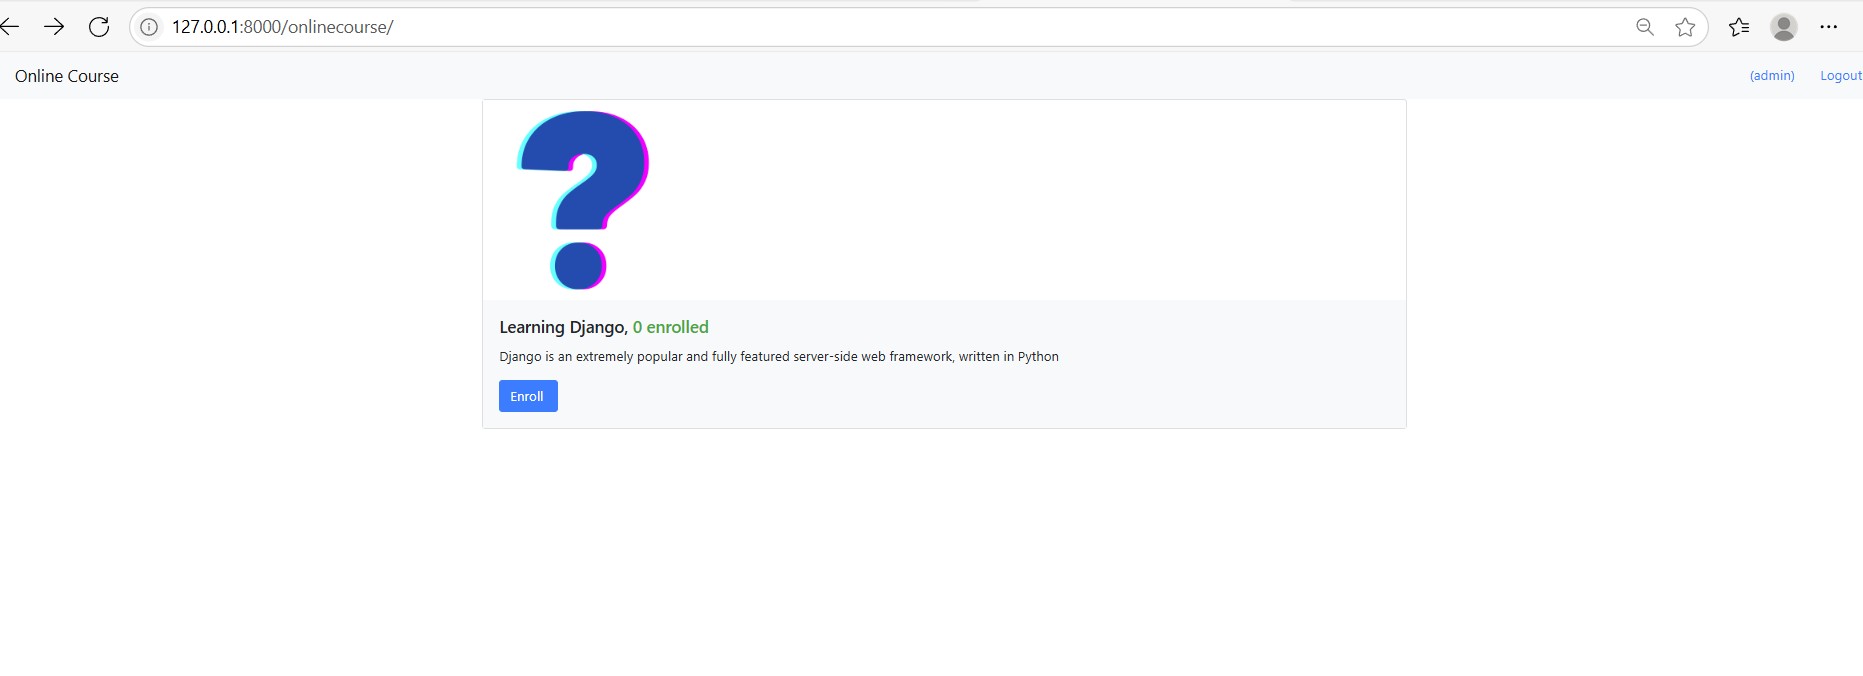 127.0.0.1:8000/onlinecourse/
Online Course
(admin) Logout
?
Learning Django, 0 enrolled
Django is an extremely popular and fully featured server-side web framework, written in Python
Enroll